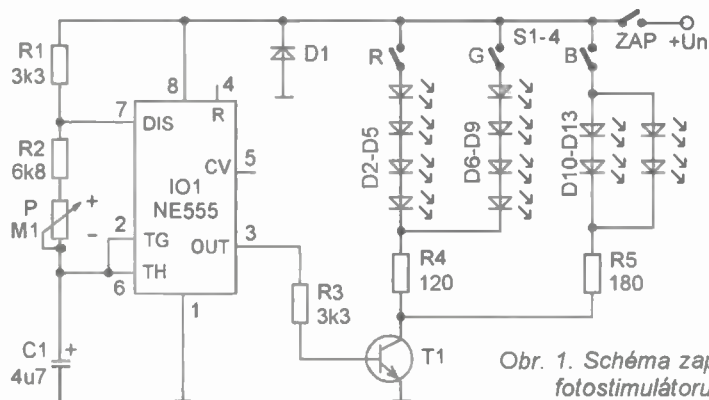 R1
3k3
R2
6k8
P
M1
+
-
C1
4u7
+
7
8
4
DIS
R
IO1
NE555
CV
5
2
TG
OUT
3
TH
6
1
D1
R3
3k3
T1
R
G
B
S1-4
ZAP
+Un
D2-D5
D6-D9
D10-D13
R4
120
R5
180
Obr. 1. Schéma zap
fotostimulátoru